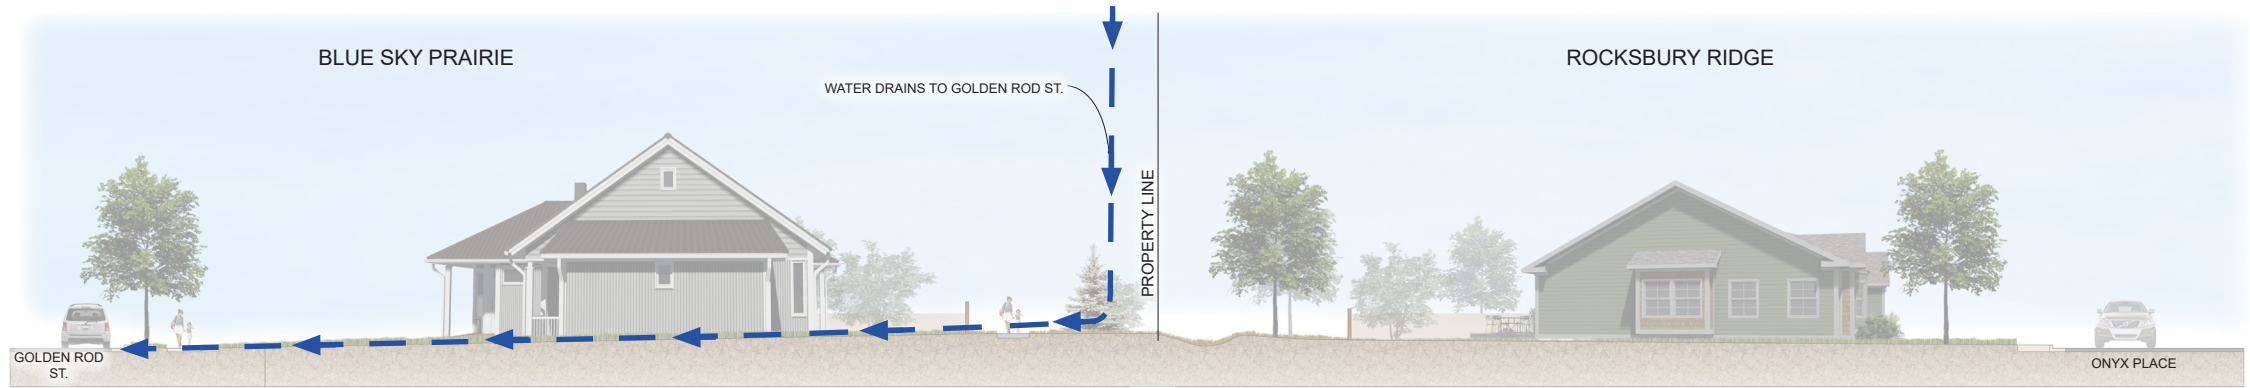 BLUE SKY PRAIRIE
ROCKSBURY RIDGE
WATER DRAINS TO GOLDEN ROD ST.
PROPERTY LINE
GOLDEN ROD
ST.
ONYX PLACE